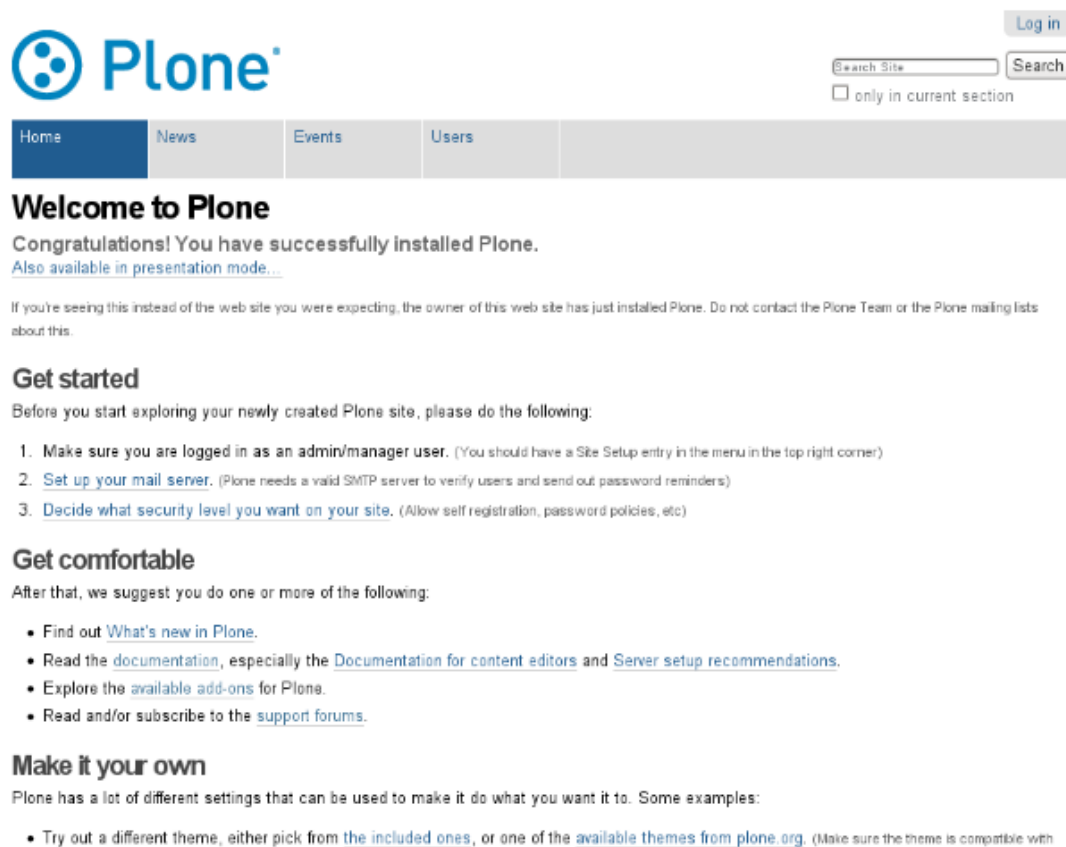 Log in
Plone
Search Site
Search
only in current section
Home
News
Events
Users
Welcome to Plone
Congratulations! You have successfully installed Plone.
Also available in presentation mode...
If you're seeing this instead of the web site you were expecting, the owner of this web site has just installed Plone. Do not contact the Plone Team or the Plone mailing lists
about this.
Get started
Before you start exploring your newly created Plone site, please do the following:
1. Make sure you are logged in as an admin/manager user. (You should have a Site Setup entry in the menu in the top right corner)
2. Set up your mail server. (Plone needs a valid SMTP server to verify users and send out password reminders)
3. Decide what security level you want on your site. (Allow self registration, password policies, etc)
Get comfortable
After that, we suggest you do one or more of the following:
• Find out What's new in Plone.
• Read the documentation, especially the Documentation for content editors and Server setup recommendations.
• Explore the available add-ons for Plone.
• Read and/or subscribe to the support forums.
Make it your own
Plone has a lot of different settings that can be used to make it do what you want it to. Some examples:
• Try out a different theme, either pick from the included ones, or one of the available themes from plone.org. (Make sure the theme is compatible with